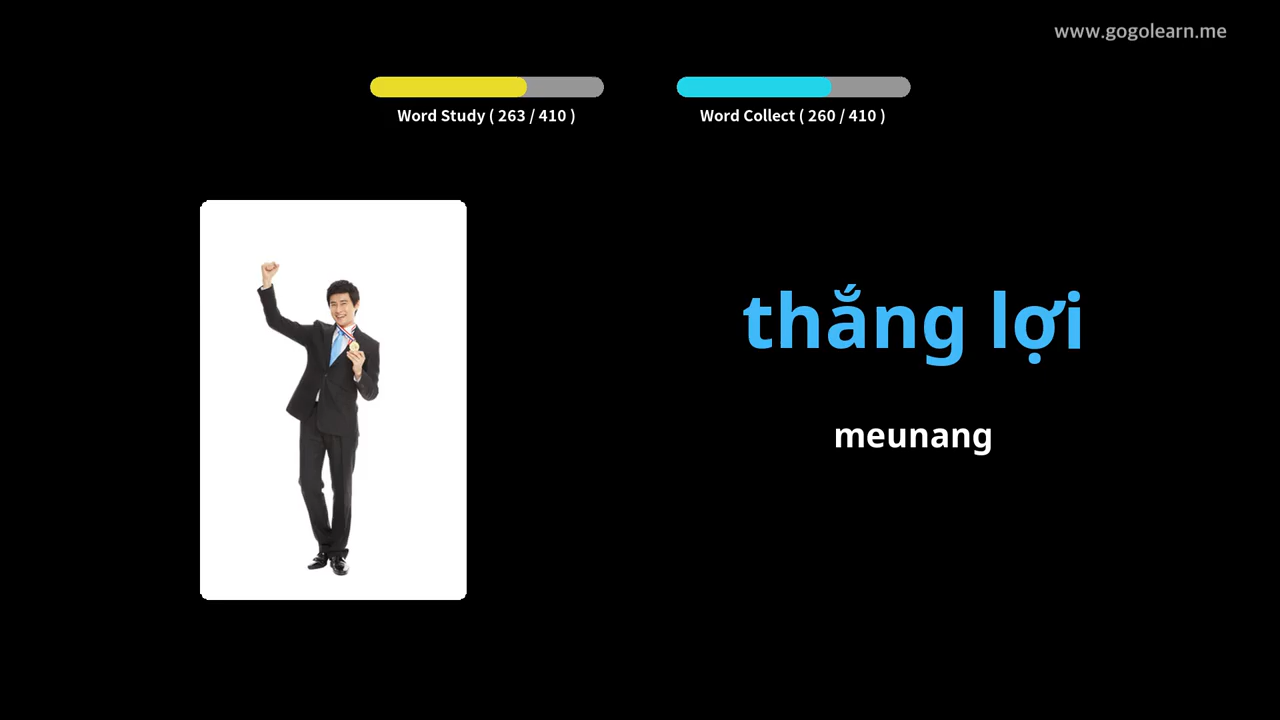 www.gogolearn.me
Word Study ( 263 / 410 )
Word Collect ( 260 / 410 )
thắng lợi
meunang